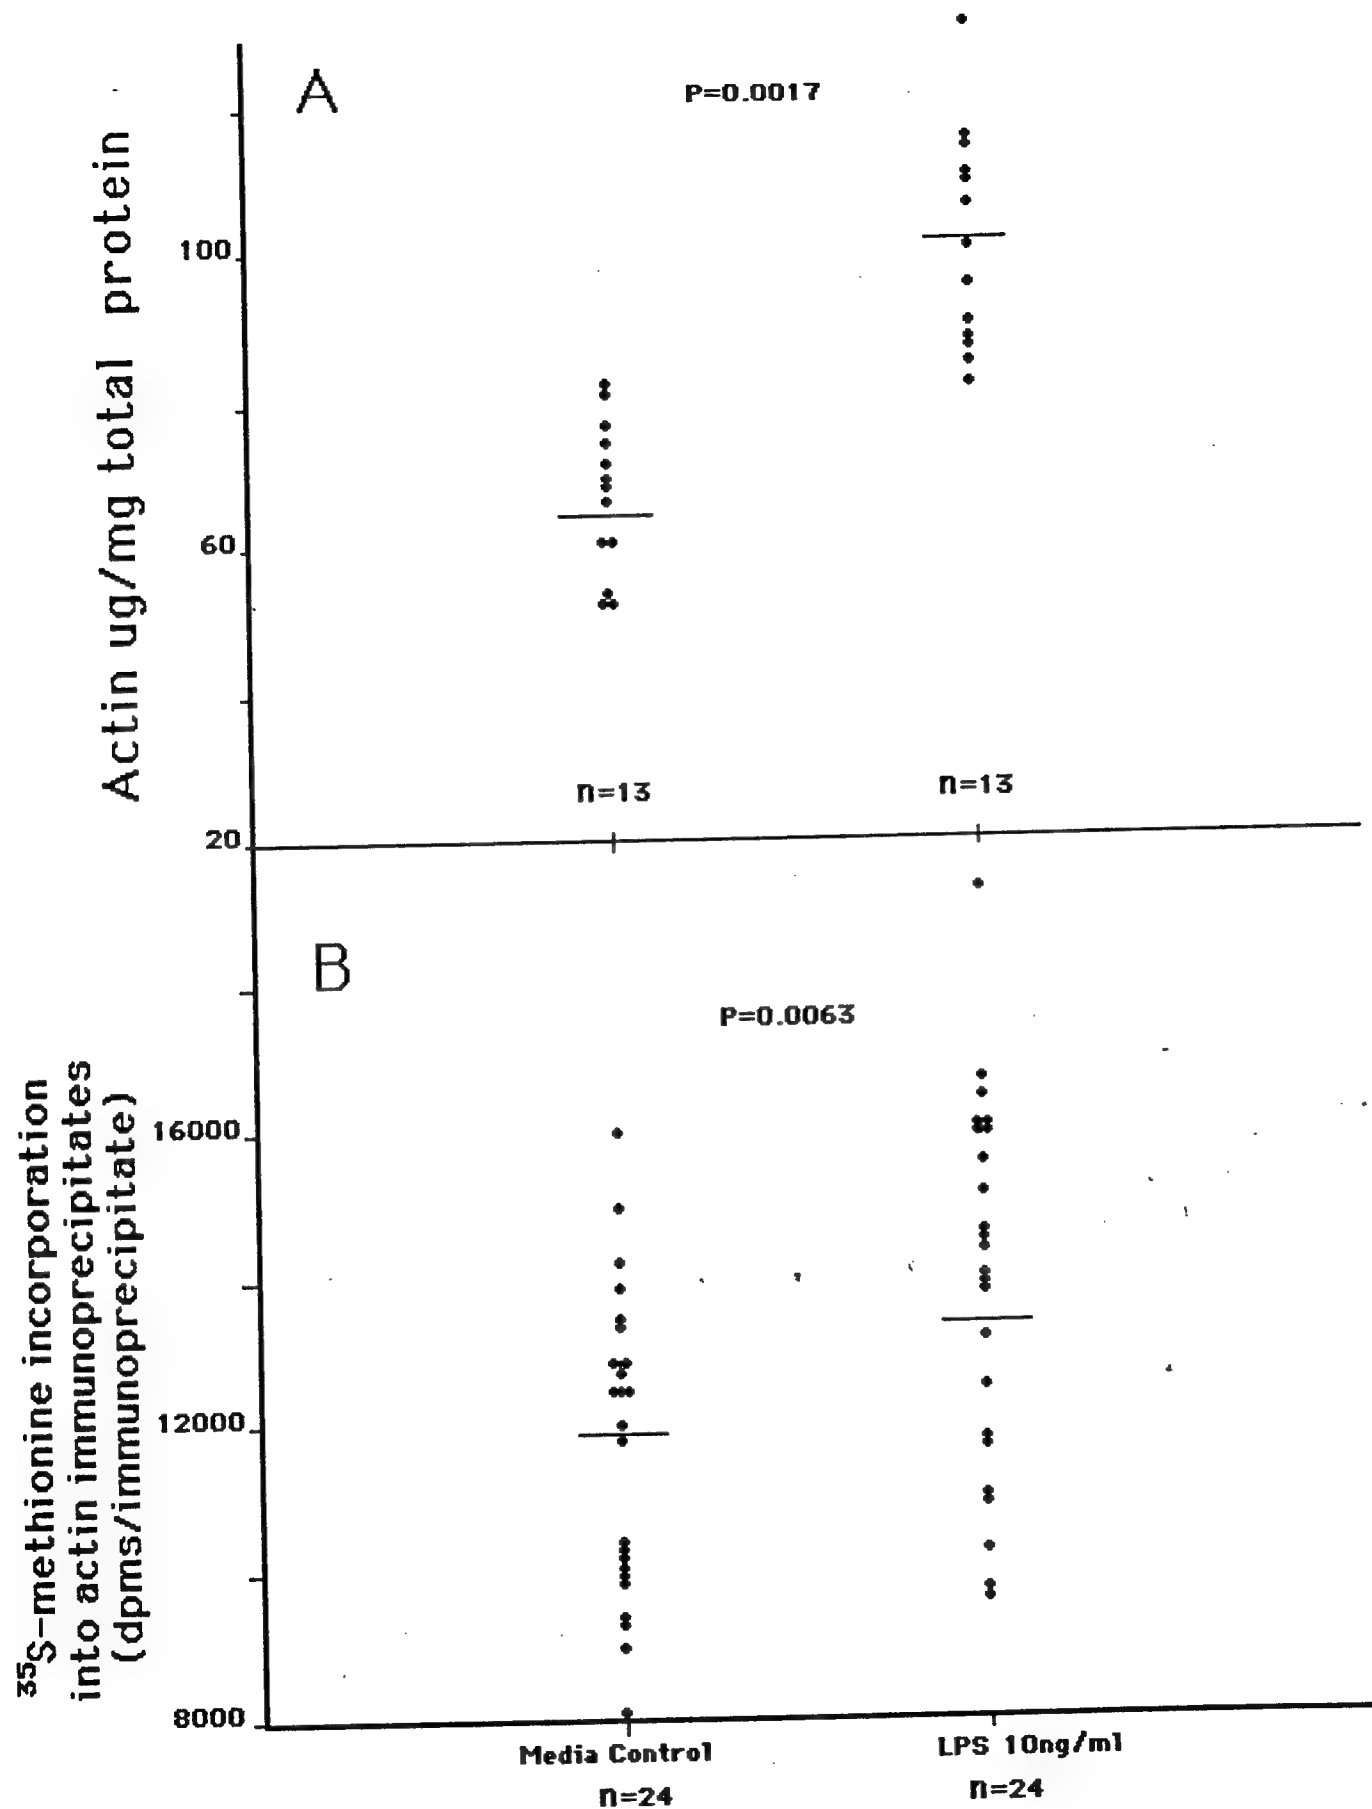 A
P=0.0017
Actin ug/mg total protein
100
60
20
n=13
n=13
B
P=0.0063
35S-methionine incorporation
into actin immunoprecipitates
(dpms/immunoprecipitate)
16000
12000
8000
Media Control
LPS 10ng/ml
n=24
n=24